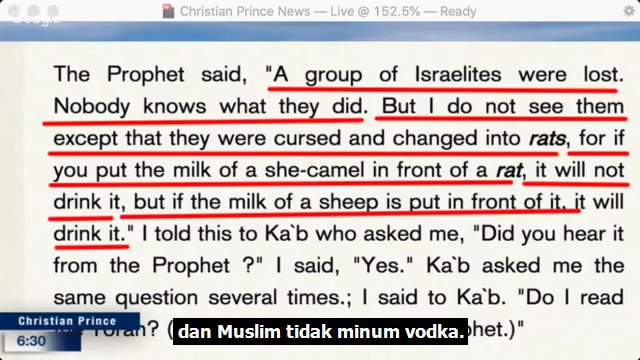 Christian Prince News — Live @ 152.5% — Ready
The Prophet said, "A group of Israelites were lost.
Nobody knows what they did. But I do not see them
except that they were cursed and changed into rats, for if
you put the milk of a she-camel in front of a rat, it will not
drink it, but if the milk of a sheep is put in front of it, it will
drink it." I told this to Ka`b who asked me, "Did you hear it
from the Prophet ?" I said, "Yes." Ka`b asked me the
same question several times.; I said to Ka`b. "Do I read
Christian Prince
6:30
dan Muslim tidak minum vodka.